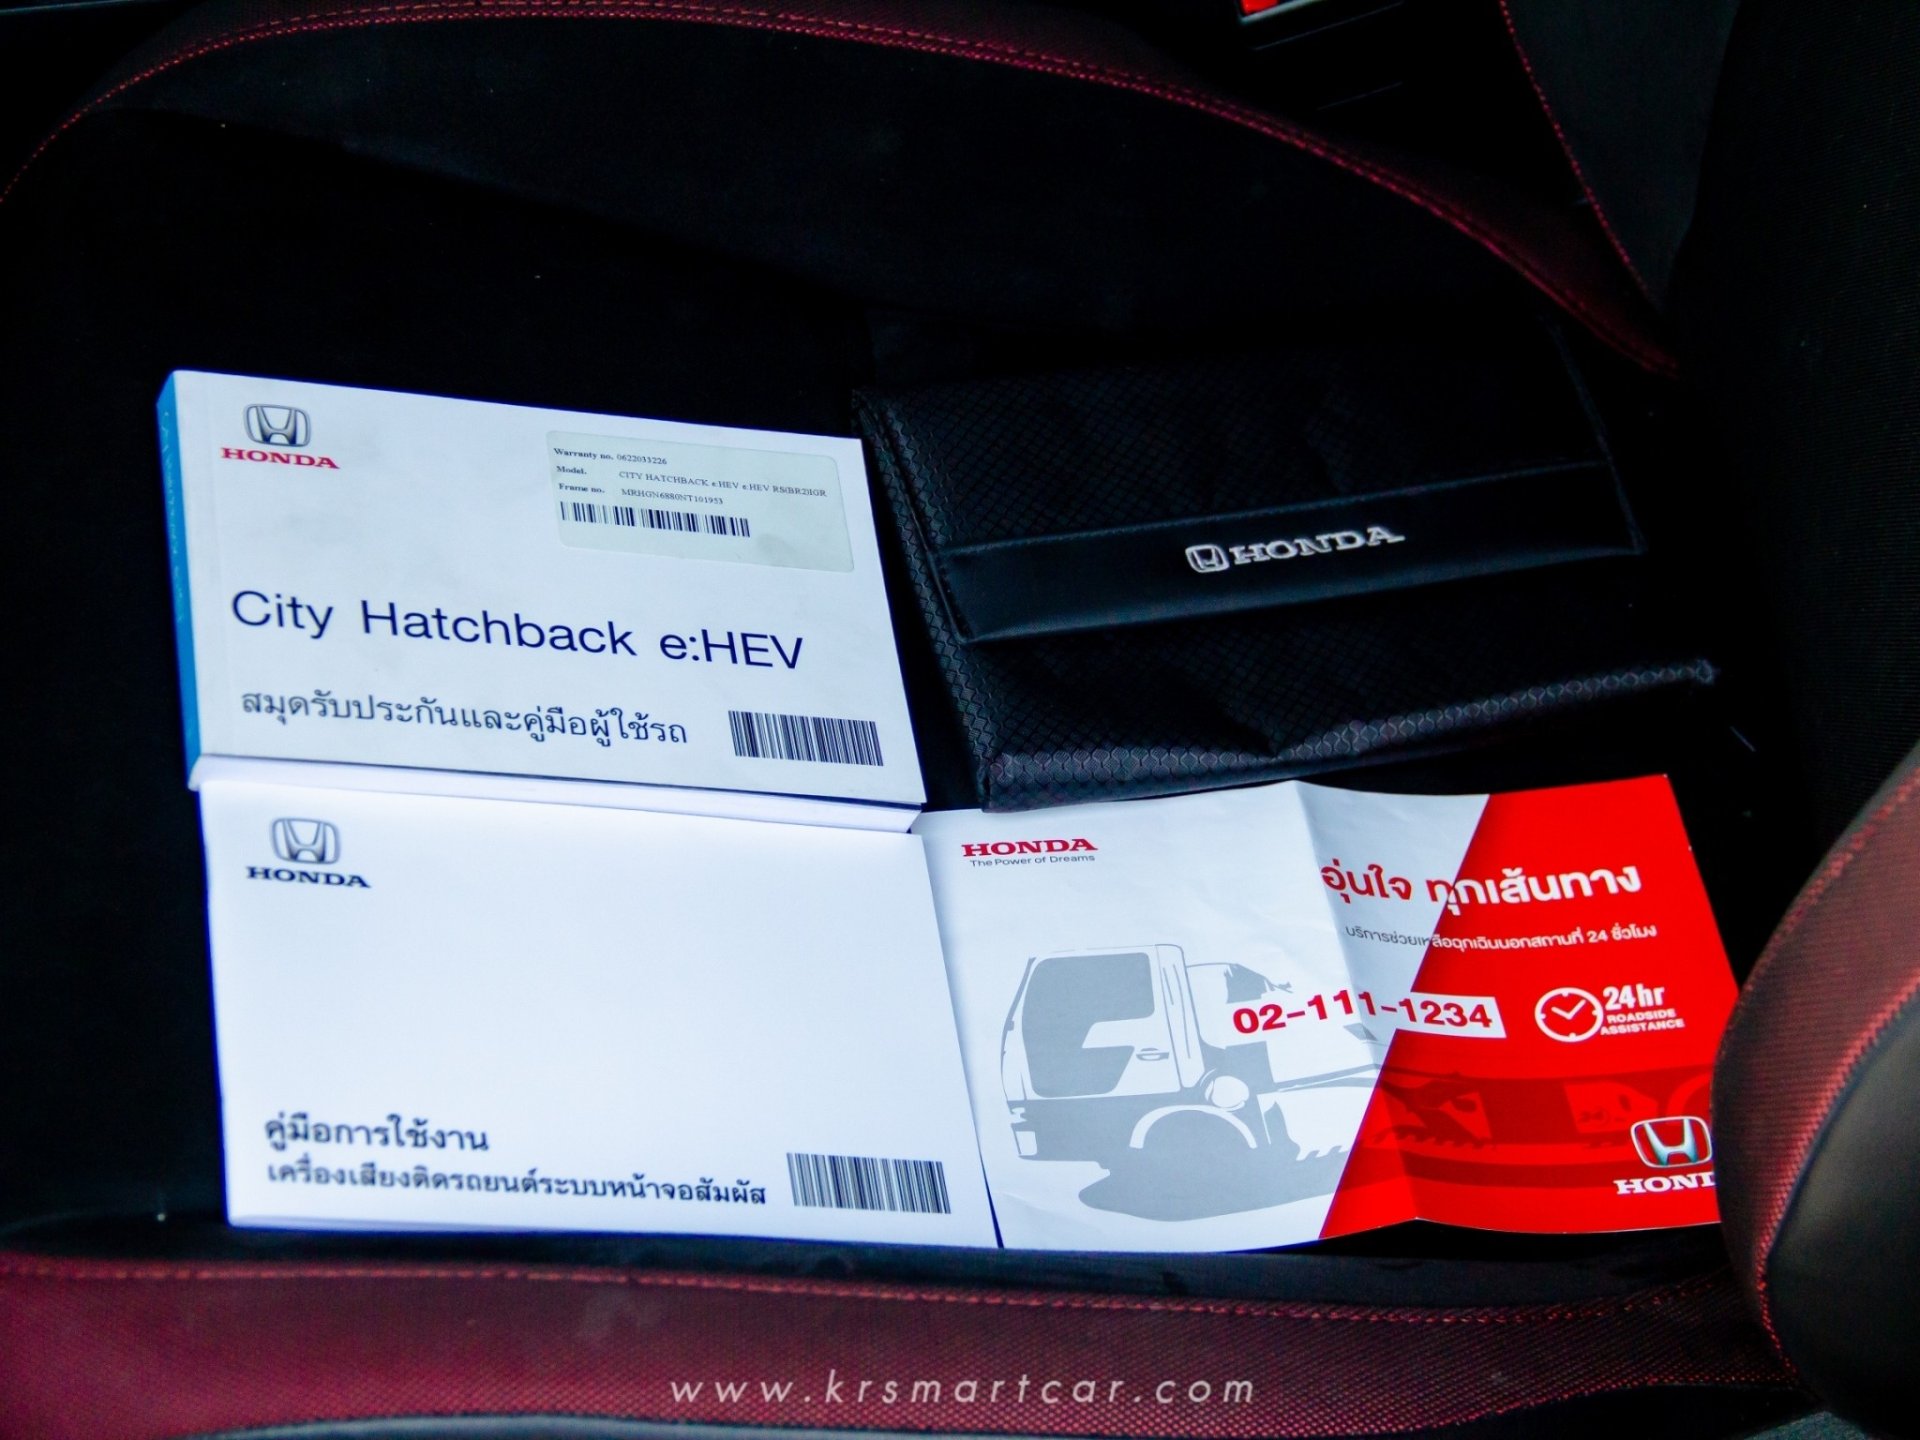 HONDA
Warranty no. 0622033226
Model. CITY HATCHBACK e:HEV e:HEV RS(BR2)IGR
Frame no. MRHGN6880NT101953
City Hatchback e:HEV
สมุดรับประกันและคู่มือผู้ใช้รถ
HONDA
HONDA
คู่มือการใช้งาน
เครื่องเสียงติดรถยนต์ระบบหน้าจอสัมผัส
HONDA
The Power of Dreams
อุ่นใจ ทุกเส้นทาง
บริการช่วยเหลือฉุกเฉินนอกสถานที่ 24 ชั่วโมง
02-111-1234
24hr
ROADSIDE
ASSISTANCE
www.krsmartcar.com